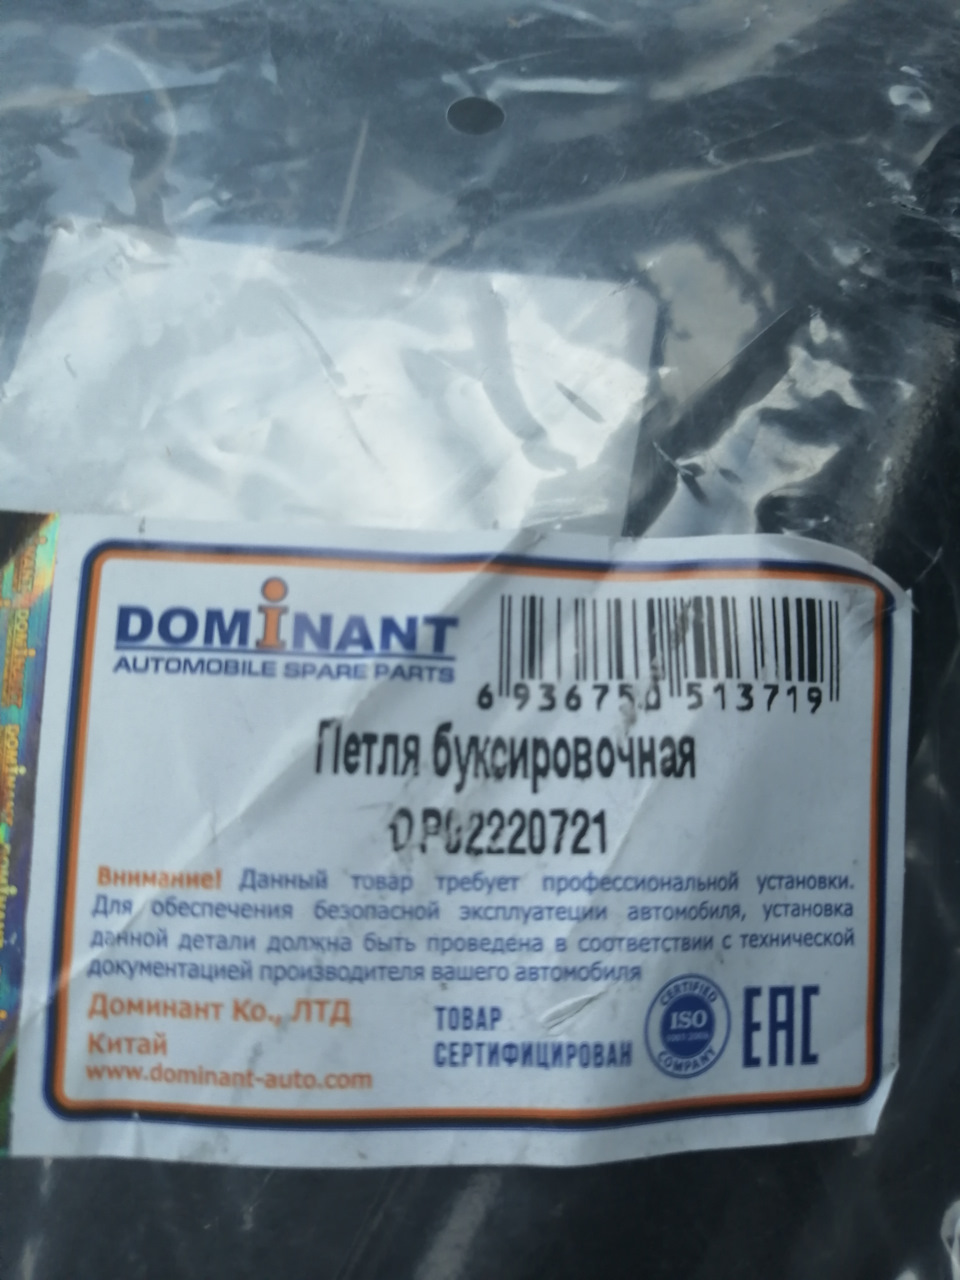 DOMiNANT
AUTOMOBILE SPARE PARTS
6 936750 513719
Петля буксировочная
OP02220721
Внимание! Данный товар требует профессиональной установки.
Для обеспечения безопасной эксплуатеции автомобиля, установка
данной детали должна быть проведена в соответствии с технической
документацией производителя вашего автомобиля
Доминант Ко., ЛТД
Китай
www.dominant-auto.com
ТОВАР
СЕРТИФИЦИРОВАН
CERTIFIED
ISO
COMPANY
EAC